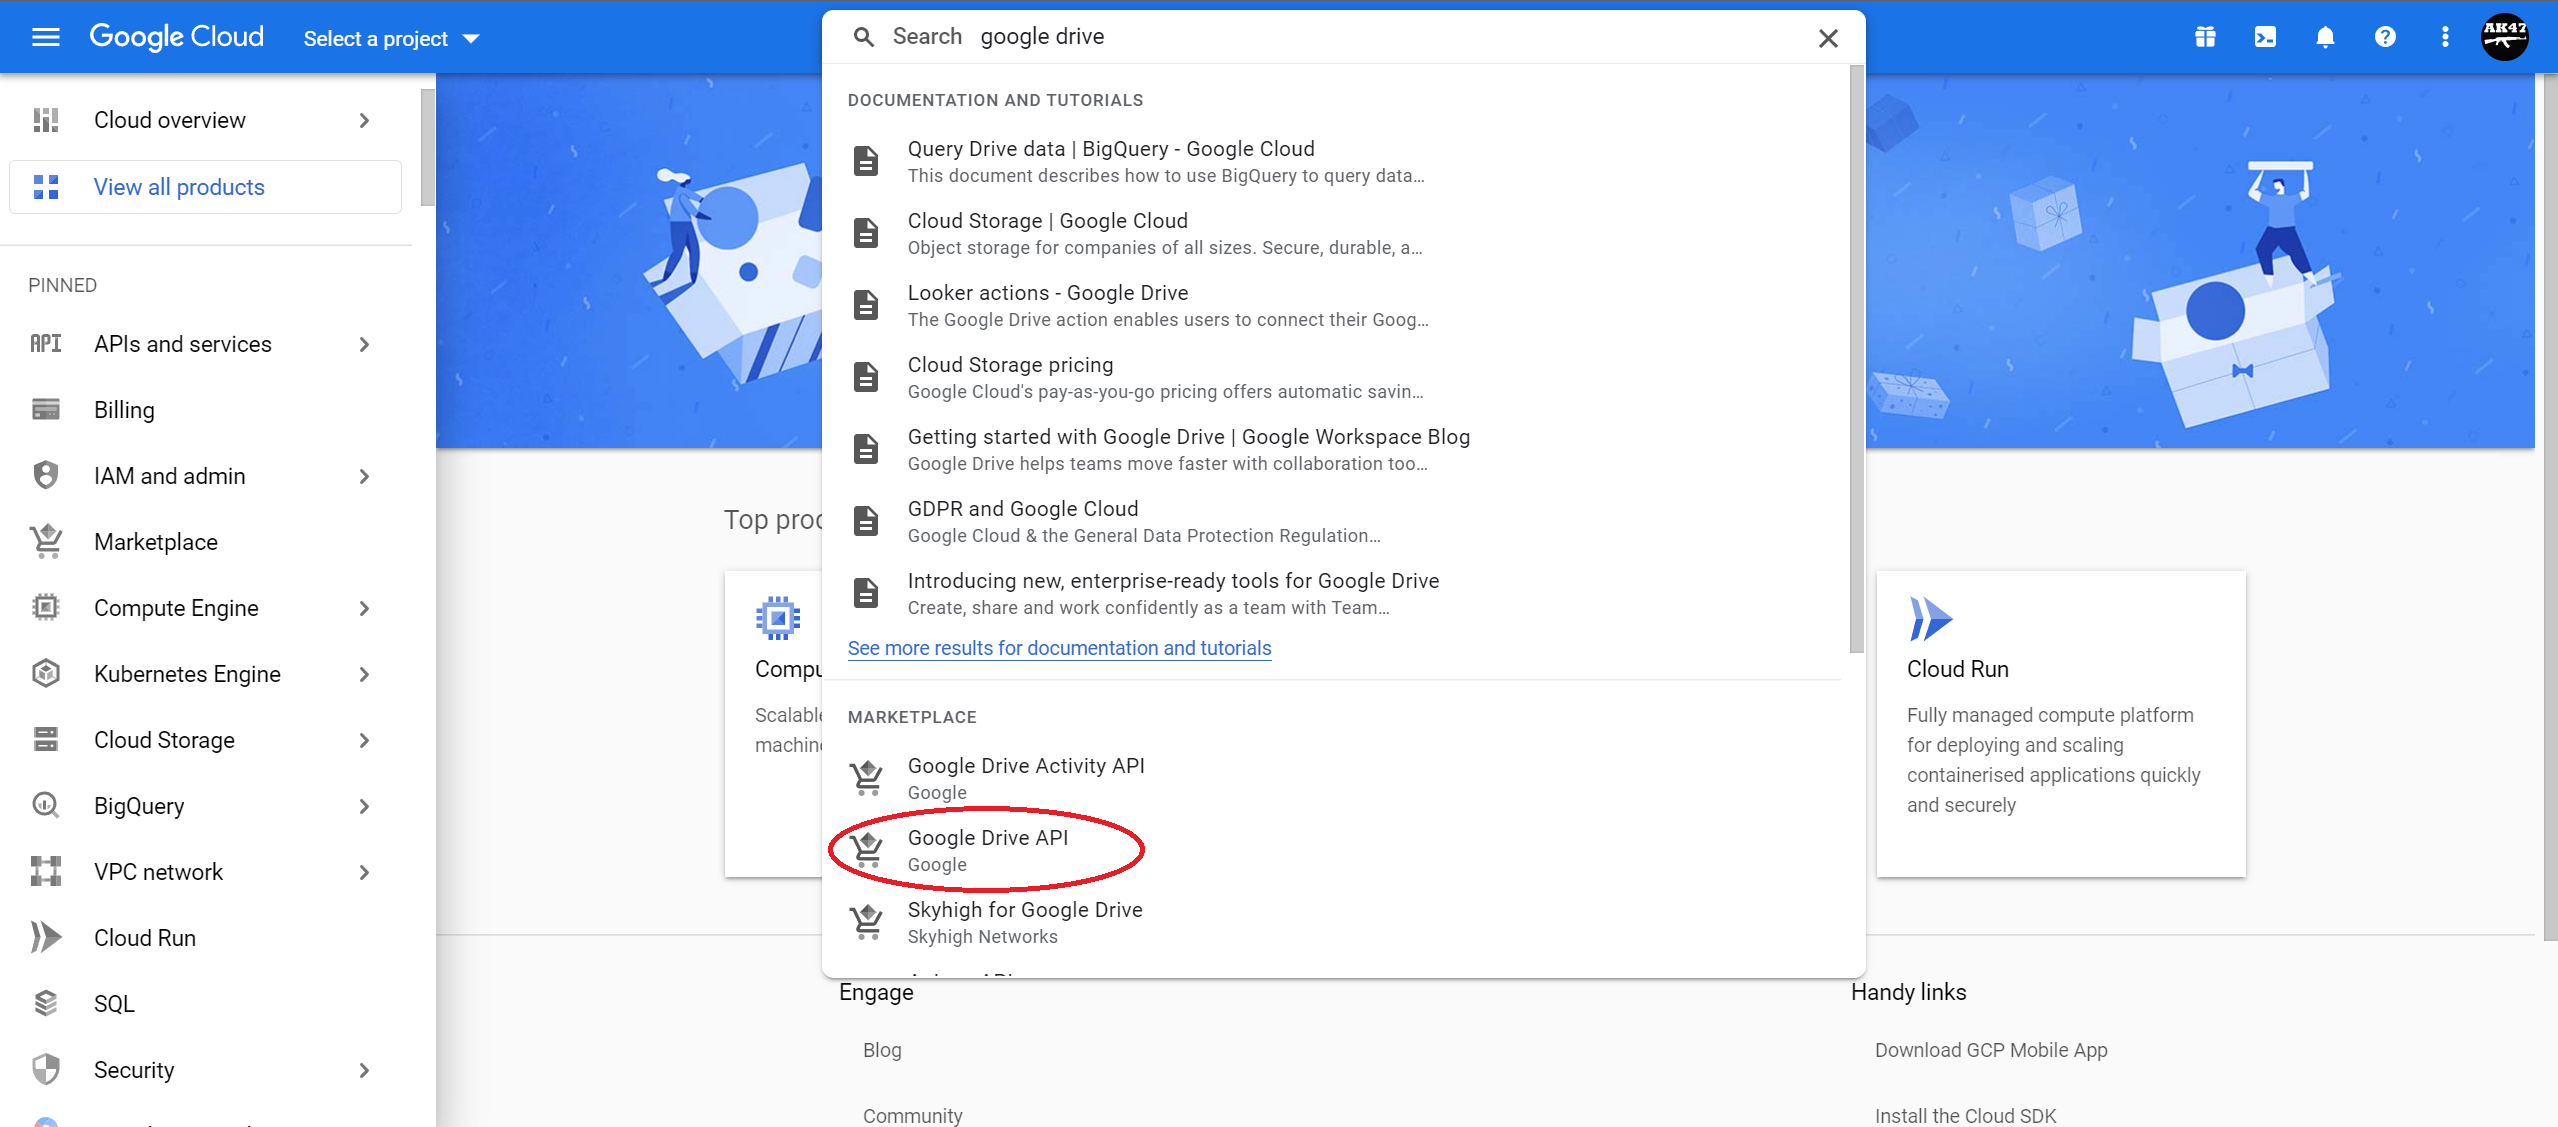 Google Cloud
Select a project
Search google drive
AK47
Cloud overview
View all products
PINNED
API
APIs and services
Billing
IAM and admin
Marketplace
Compute Engine
Kubernetes Engine
Cloud Storage
BigQuery
VPC network
Cloud Run
SQL
Security
DOCUMENTATION AND TUTORIALS
Query Drive data | BigQuery - Google Cloud
This document describes how to use BigQuery to query data...
Cloud Storage | Google Cloud
Object storage for companies of all sizes. Secure, durable, a...
Looker actions - Google Drive
The Google Drive action enables users to connect their Goog...
Cloud Storage pricing
Google Cloud's pay-as-you-go pricing offers automatic savin...
Getting started with Google Drive | Google Workspace Blog
Google Drive helps teams move faster with collaboration too...
GDPR and Google Cloud
Google Cloud & the General Data Protection Regulation...
Introducing new, enterprise-ready tools for Google Drive
Create, share and work confidently as a team with Team...
See more results for documentation and tutorials
MARKETPLACE
Google Drive Activity API
Google
Google Drive API
Google
Skyhigh for Google Drive
Skyhigh Networks
Top proc
Compu
Scalable
machine
Cloud Run
Fully managed compute platform
for deploying and scaling
containerised applications quickly
and securely
Engage
Blog
Community
Handy links
Download GCP Mobile App
Install the Cloud SDK